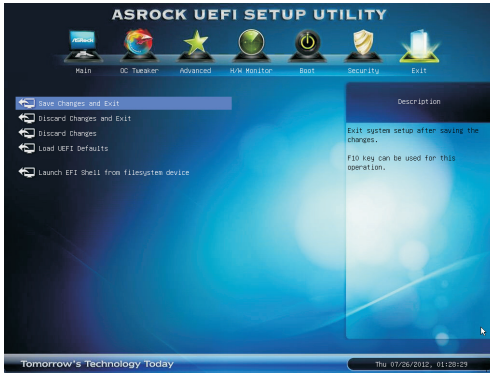 ASROCK UEFI SETUP UTILITY
ASRock
Main OC Tweaker Advanced H/W Monitor Boot Security Exit
Save Changes and Exit
Discard Changes and Exit
Discard Changes
Load UEFI Defaults
Launch EFI Shell from filesystem device
Description
Exit system setup after saving the
changes.
F10 key can be used for this
operation.
Tomorrow's Technology Today
Thu 07/26/2012, 01:28:29